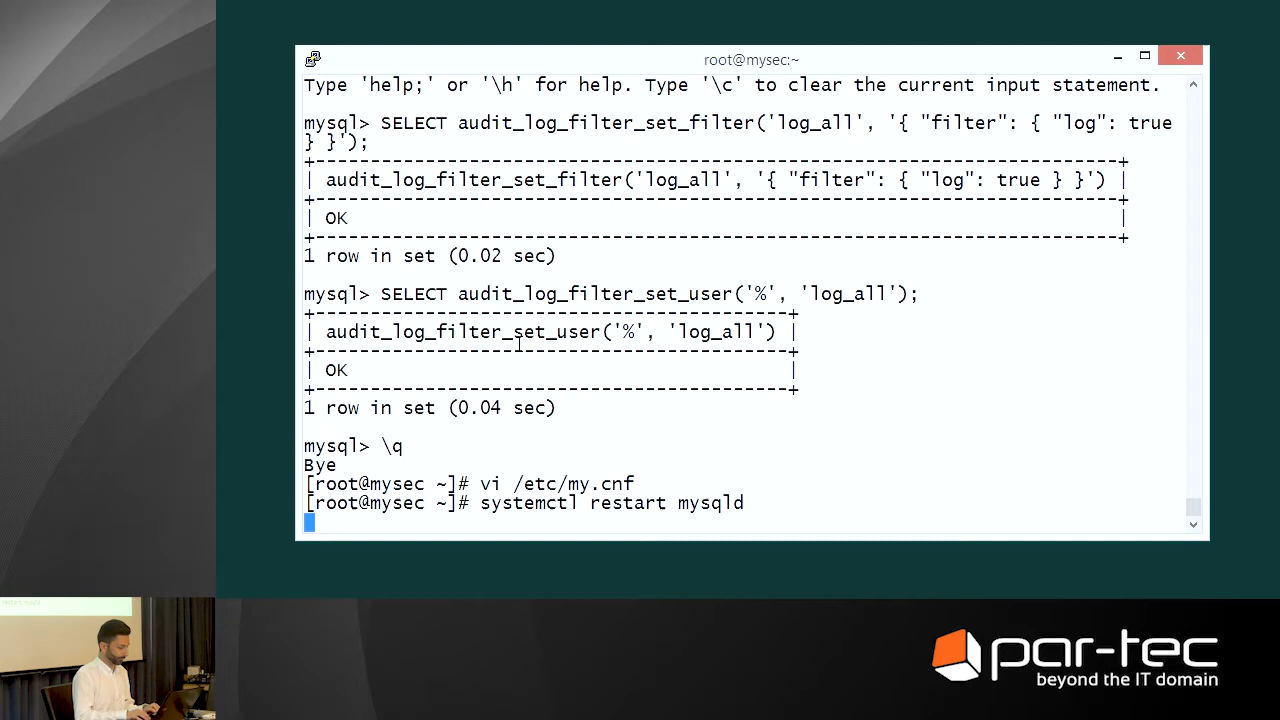 root@mysec:~
Type 'help;' or '\h' for help. Type '\c' to clear the current input statement.
mysql> SELECT audit_log_filter_set_filter('log_all', '{ "filter": { "log": true
} }');
+-------------------------------------------------------------------------+
| audit_log_filter_set_filter('log_all', '{ "filter": { "log": true } }') |
+-------------------------------------------------------------------------+
| OK                                                                      |
+-------------------------------------------------------------------------+
1 row in set (0.02 sec)
mysql> SELECT audit_log_filter_set_user('%', 'log_all');
+-------------------------------------------+
| audit_log_filter_set_user('%', 'log_all') |
+-------------------------------------------+
| OK                                        |
+-------------------------------------------+
1 row in set (0.04 sec)
mysql> \q
Bye
[root@mysec ~]# vi /etc/my.cnf
[root@mysec ~]# systemctl restart mysqld
par-tec
beyond the IT domain